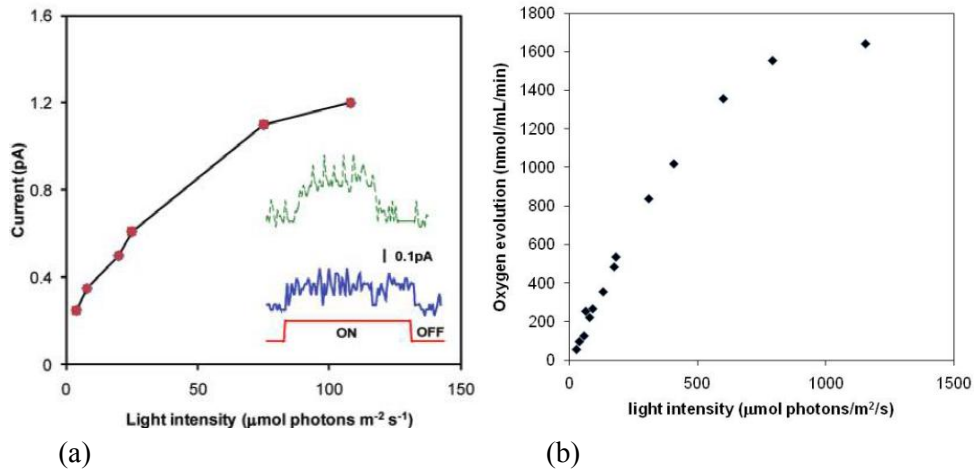 1.6
1.2
0.8
0.4
0
0
50
100
150
Current (pA)
Light intensity (μmol photons m⁻² s⁻¹)
0.1pA
ON
OFF
(a)
1800
1600
1400
1200
1000
800
600
400
200
0
0
500
1000
1500
Oxygen evolution (nmol/mL/min)
light intensity (μmol photons/m²/s)
(b)